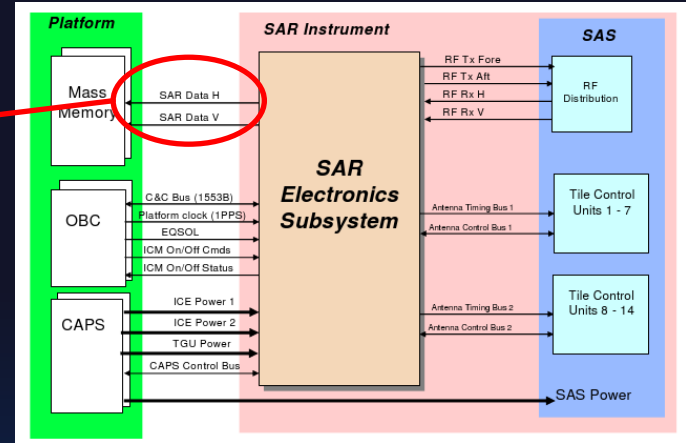 Platform
SAR Instrument
SAS
Mass
Memory
SAR Data H
SAR Data V
RF Tx Fore
RF Tx Aft
RF Rx H
RF Rx V
RF
Distribution
SAR
Electronics
Subsystem
OBC
C&C Bus (1553B)
Platform clock (1PPS)
EQSOL
ICM On/Off Cmds
ICM On/Off Status
Antenna Timing Bus 1
Antenna Control Bus 1
Tile Control
Units 1 - 7
CAPS
ICE Power 1
ICE Power 2
TGU Power
CAPS Control Bus
Antenna Timing Bus 2
Antenna Control Bus 2
Tile Control
Units 8 - 14
SAS Power